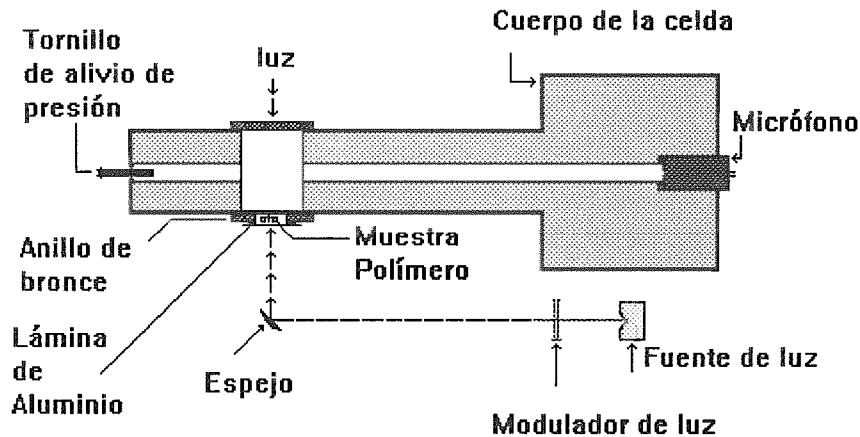 Cuerpo de la celda
Tornillo
de alivio de
presión
luz
Micrófono
Anillo de
bronce
Muestra
Polímero
Lámina
de
Aluminio
Espejo
Fuente de luz
Modulador de luz